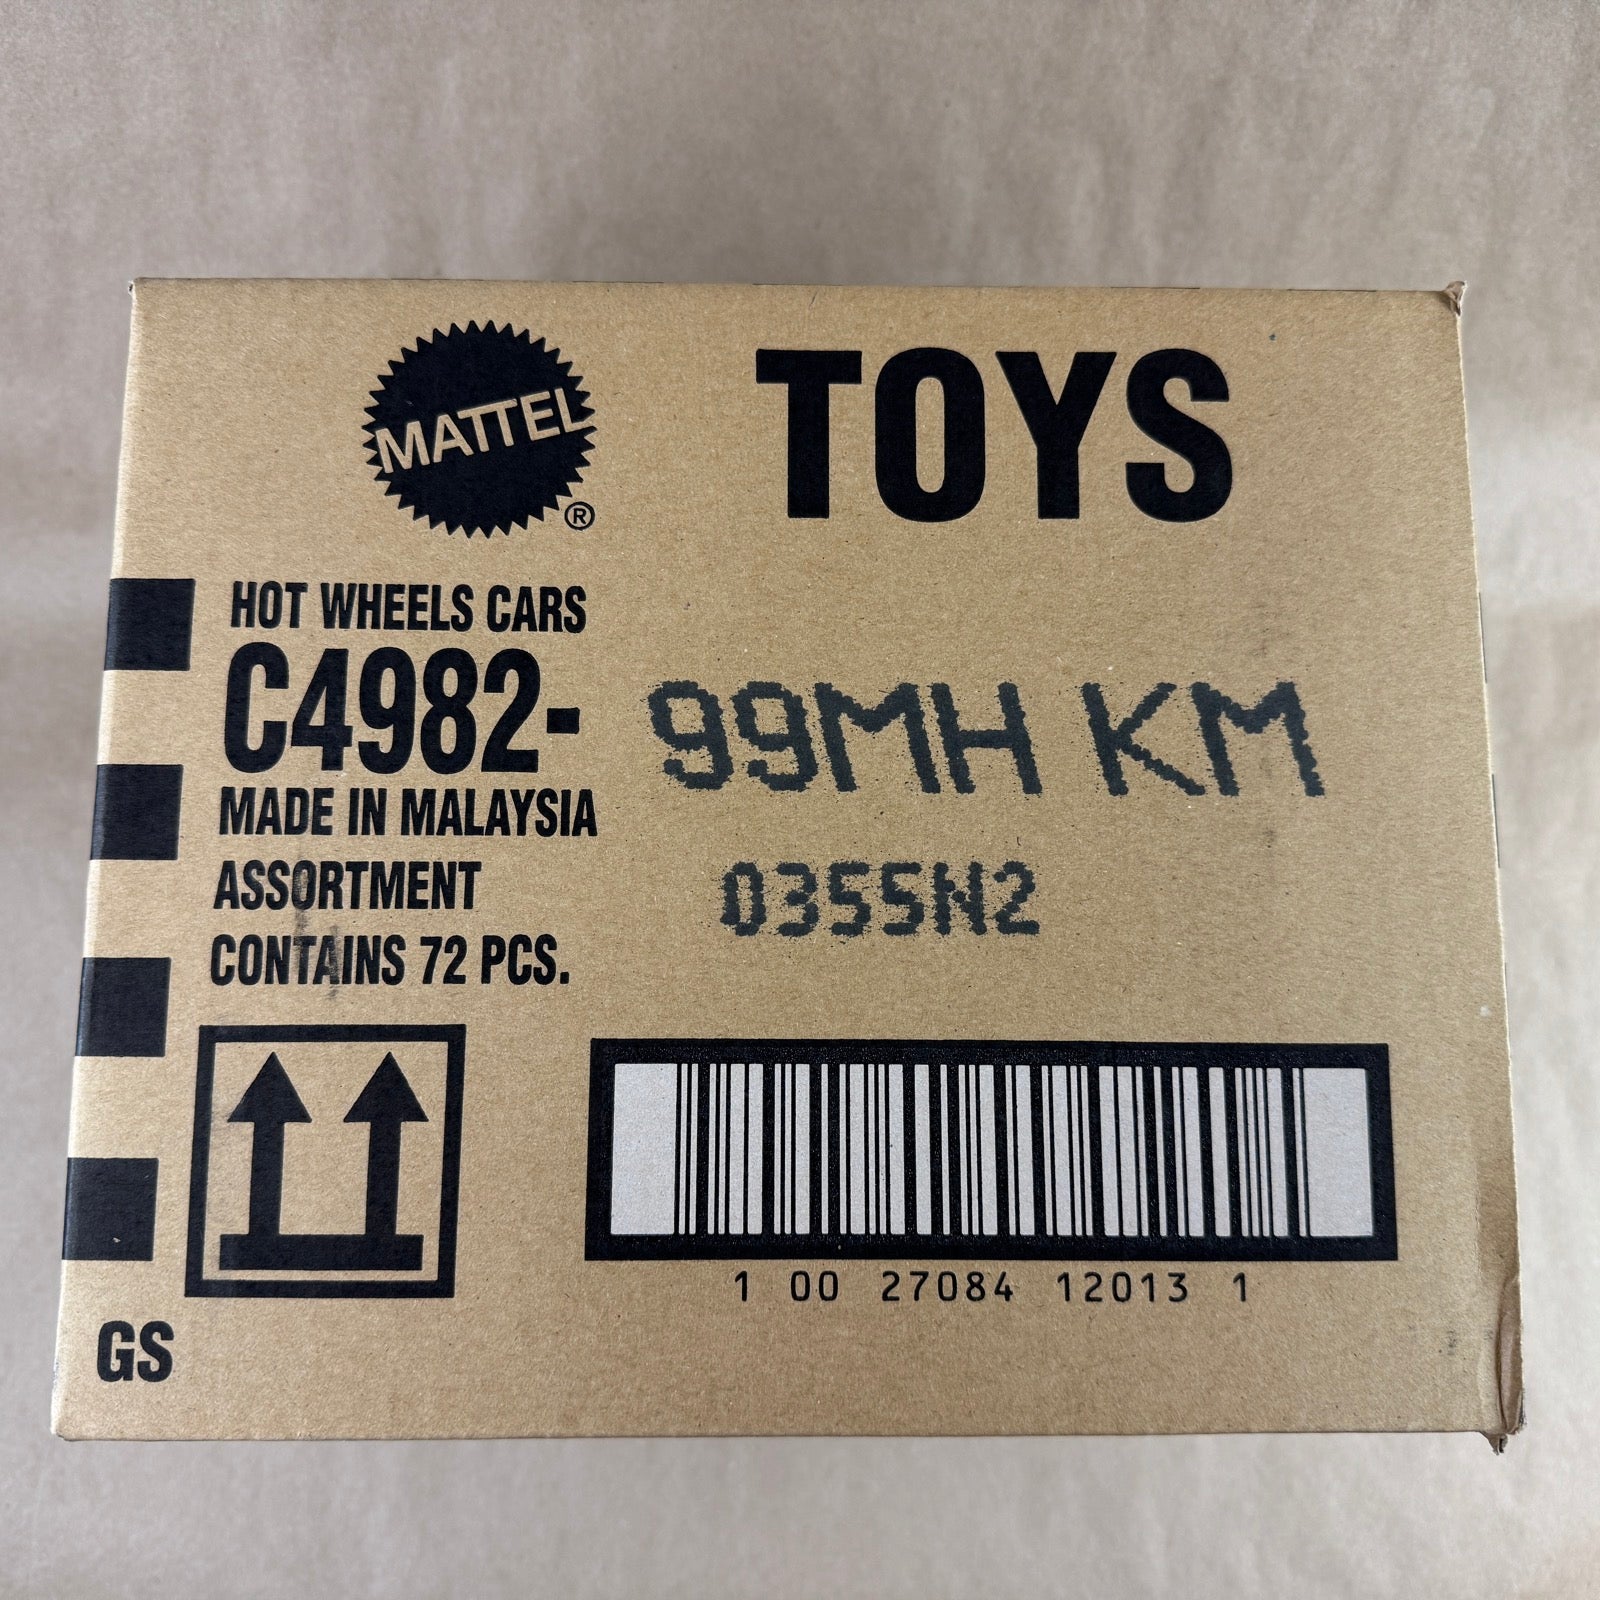 MATTEL ®
TOYS
HOT WHEELS CARS
C4982- 99MH KM
MADE IN MALAYSIA
ASSORTMENT 0355N2
CONTAINS 72 PCS.
1 00 27084 12013 1
GS